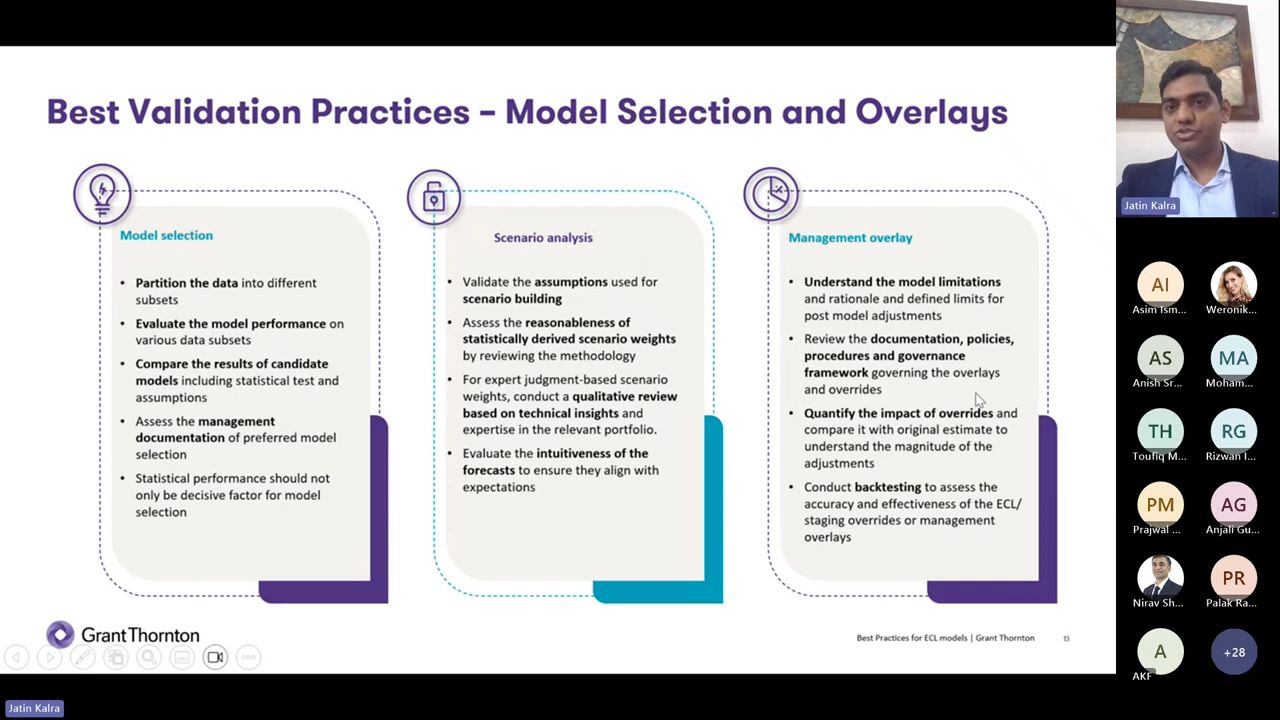 Best Validation Practices – Model Selection and Overlays
Model selection
• Partition the data into different
subsets
• Evaluate the model performance on
various data subsets
• Compare the results of candidate
models including statistical test and
assumptions
• Assess the management
documentation of preferred model
selection
• Statistical performance should not
only be decisive factor for model
selection
Scenario analysis
• Validate the assumptions used for
scenario building
• Assess the reasonableness of
statistically derived scenario weights
by reviewing the methodology
• For expert judgment-based scenario
weights, conduct a qualitative review
based on technical insights and
expertise in the relevant portfolio.
• Evaluate the intuitiveness of the
forecasts to ensure they align with
expectations
Management overlay
• Understand the model limitations
and rationale and defined limits for
post model adjustments
• Review the documentation, policies,
procedures and governance
framework governing the overlays
and overrides
• Quantify the impact of overrides and
compare it with original estimate to
understand the magnitude of the
adjustments
• Conduct backtesting to assess the
accuracy and effectiveness of the ECL/
staging overrides or management
overlays
GrantThornton
Best Practices for ECL models | Grant Thornton
13
Jatin Kalra
Jatin Kalra
AI
Asim Ism...
Weronik...
AS
Anish Sr...
MA
Moham...
TH
Toufiq M...
RG
Rizwan I...
PM
Prajwal ...
AG
Anjali Gu...
Nirav Sh...
PR
Palak Ra...
A
AKF
+28